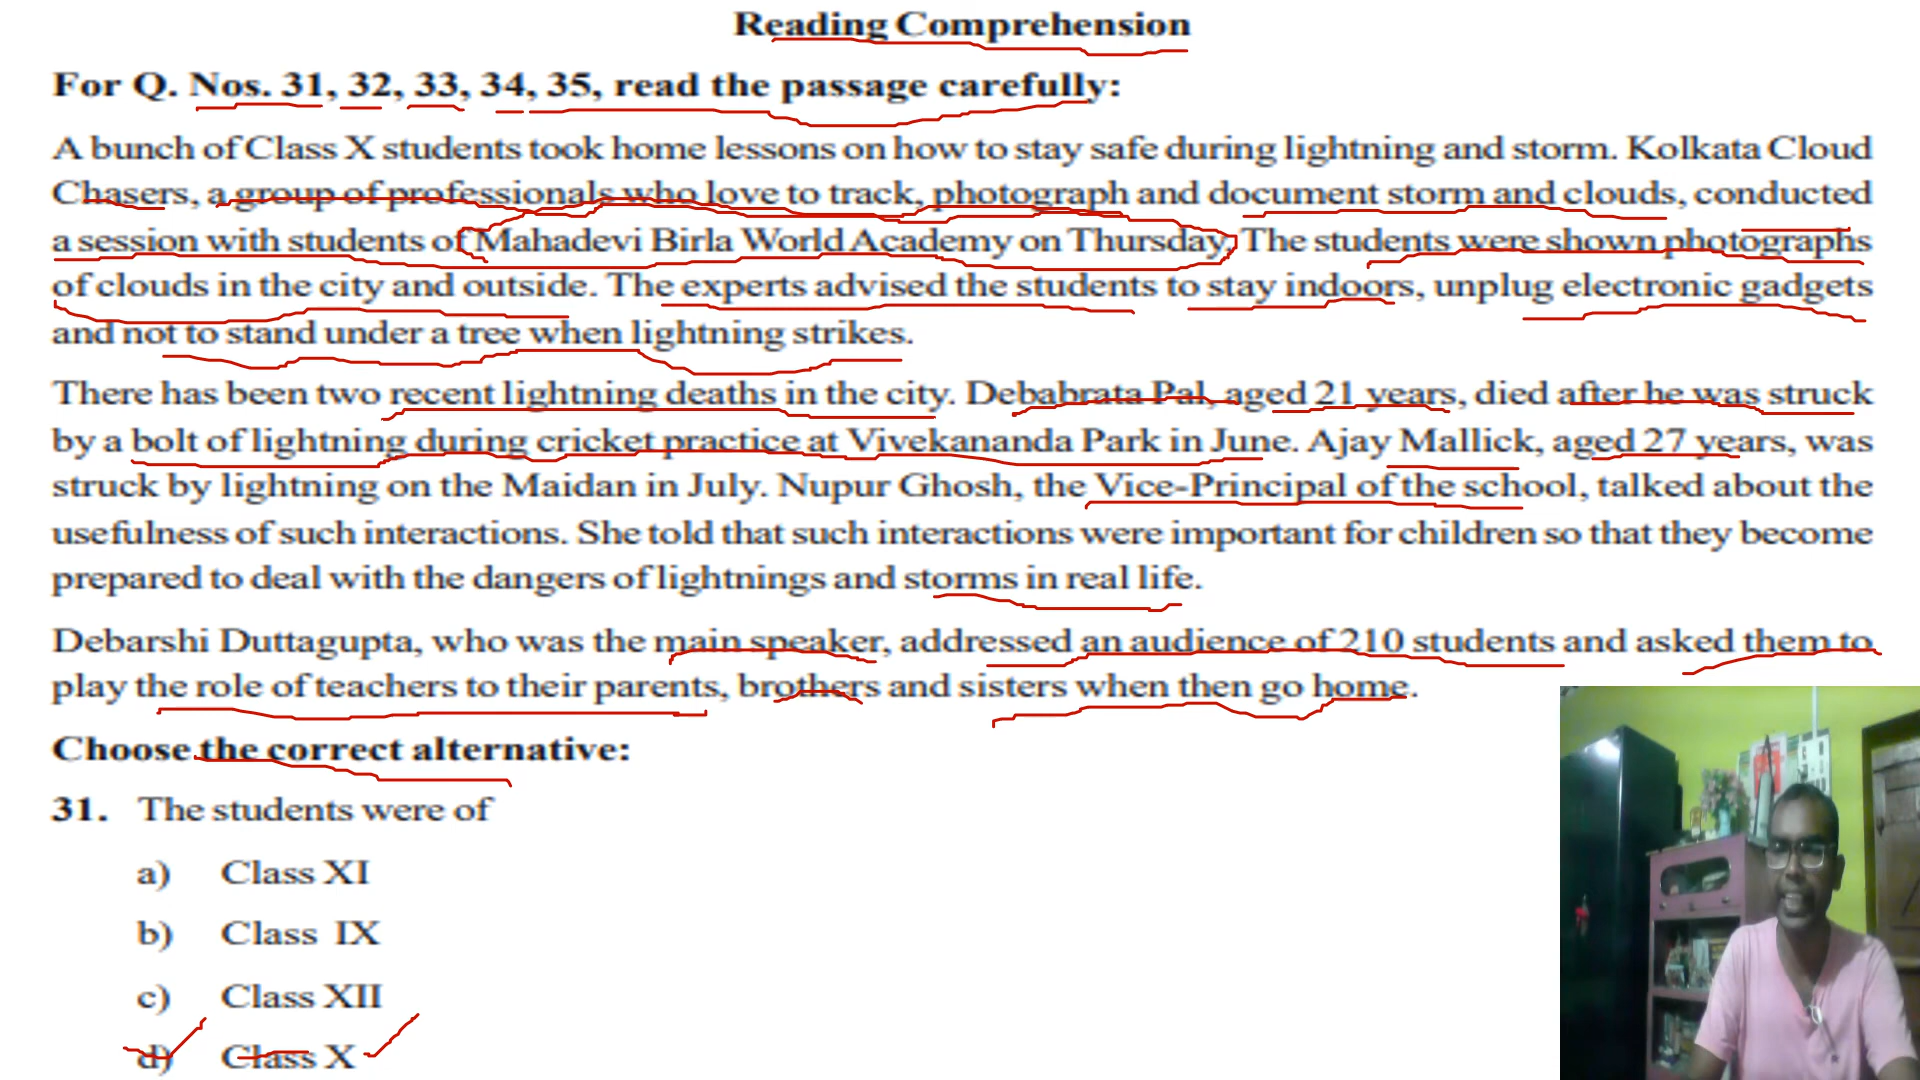 Reading Comprehension
For Q. Nos. 31, 32, 33, 34, 35, read the passage carefully:
A bunch of Class X students took home lessons on how to stay safe during lightning and storm. Kolkata Cloud
Chasers, a group of professionals who love to track, photograph and document storm and clouds, conducted
a session with students of Mahadevi Birla World Academy on Thursday. The students were shown photographs
of clouds in the city and outside. The experts advised the students to stay indoors, unplug electronic gadgets
and not to stand under a tree when lightning strikes.
There has been two recent lightning deaths in the city. Debabrata Pal, aged 21 years, died after he was struck
by a bolt of lightning during cricket practice at Vivekananda Park in June. Ajay Mallick, aged 27 years, was
struck by lightning on the Maidan in July. Nupur Ghosh, the Vice-Principal of the school, talked about the
usefulness of such interactions. She told that such interactions were important for children so that they become
prepared to deal with the dangers of lightnings and storms in real life.
Debarshi Duttagupta, who was the main speaker, addressed an audience of 210 students and asked them to
play the role of teachers to their parents, brothers and sisters when then go home.
Choose the correct alternative:
31. The students were of
a) Class XI
b) Class IX
c) Class XII
d) Class X